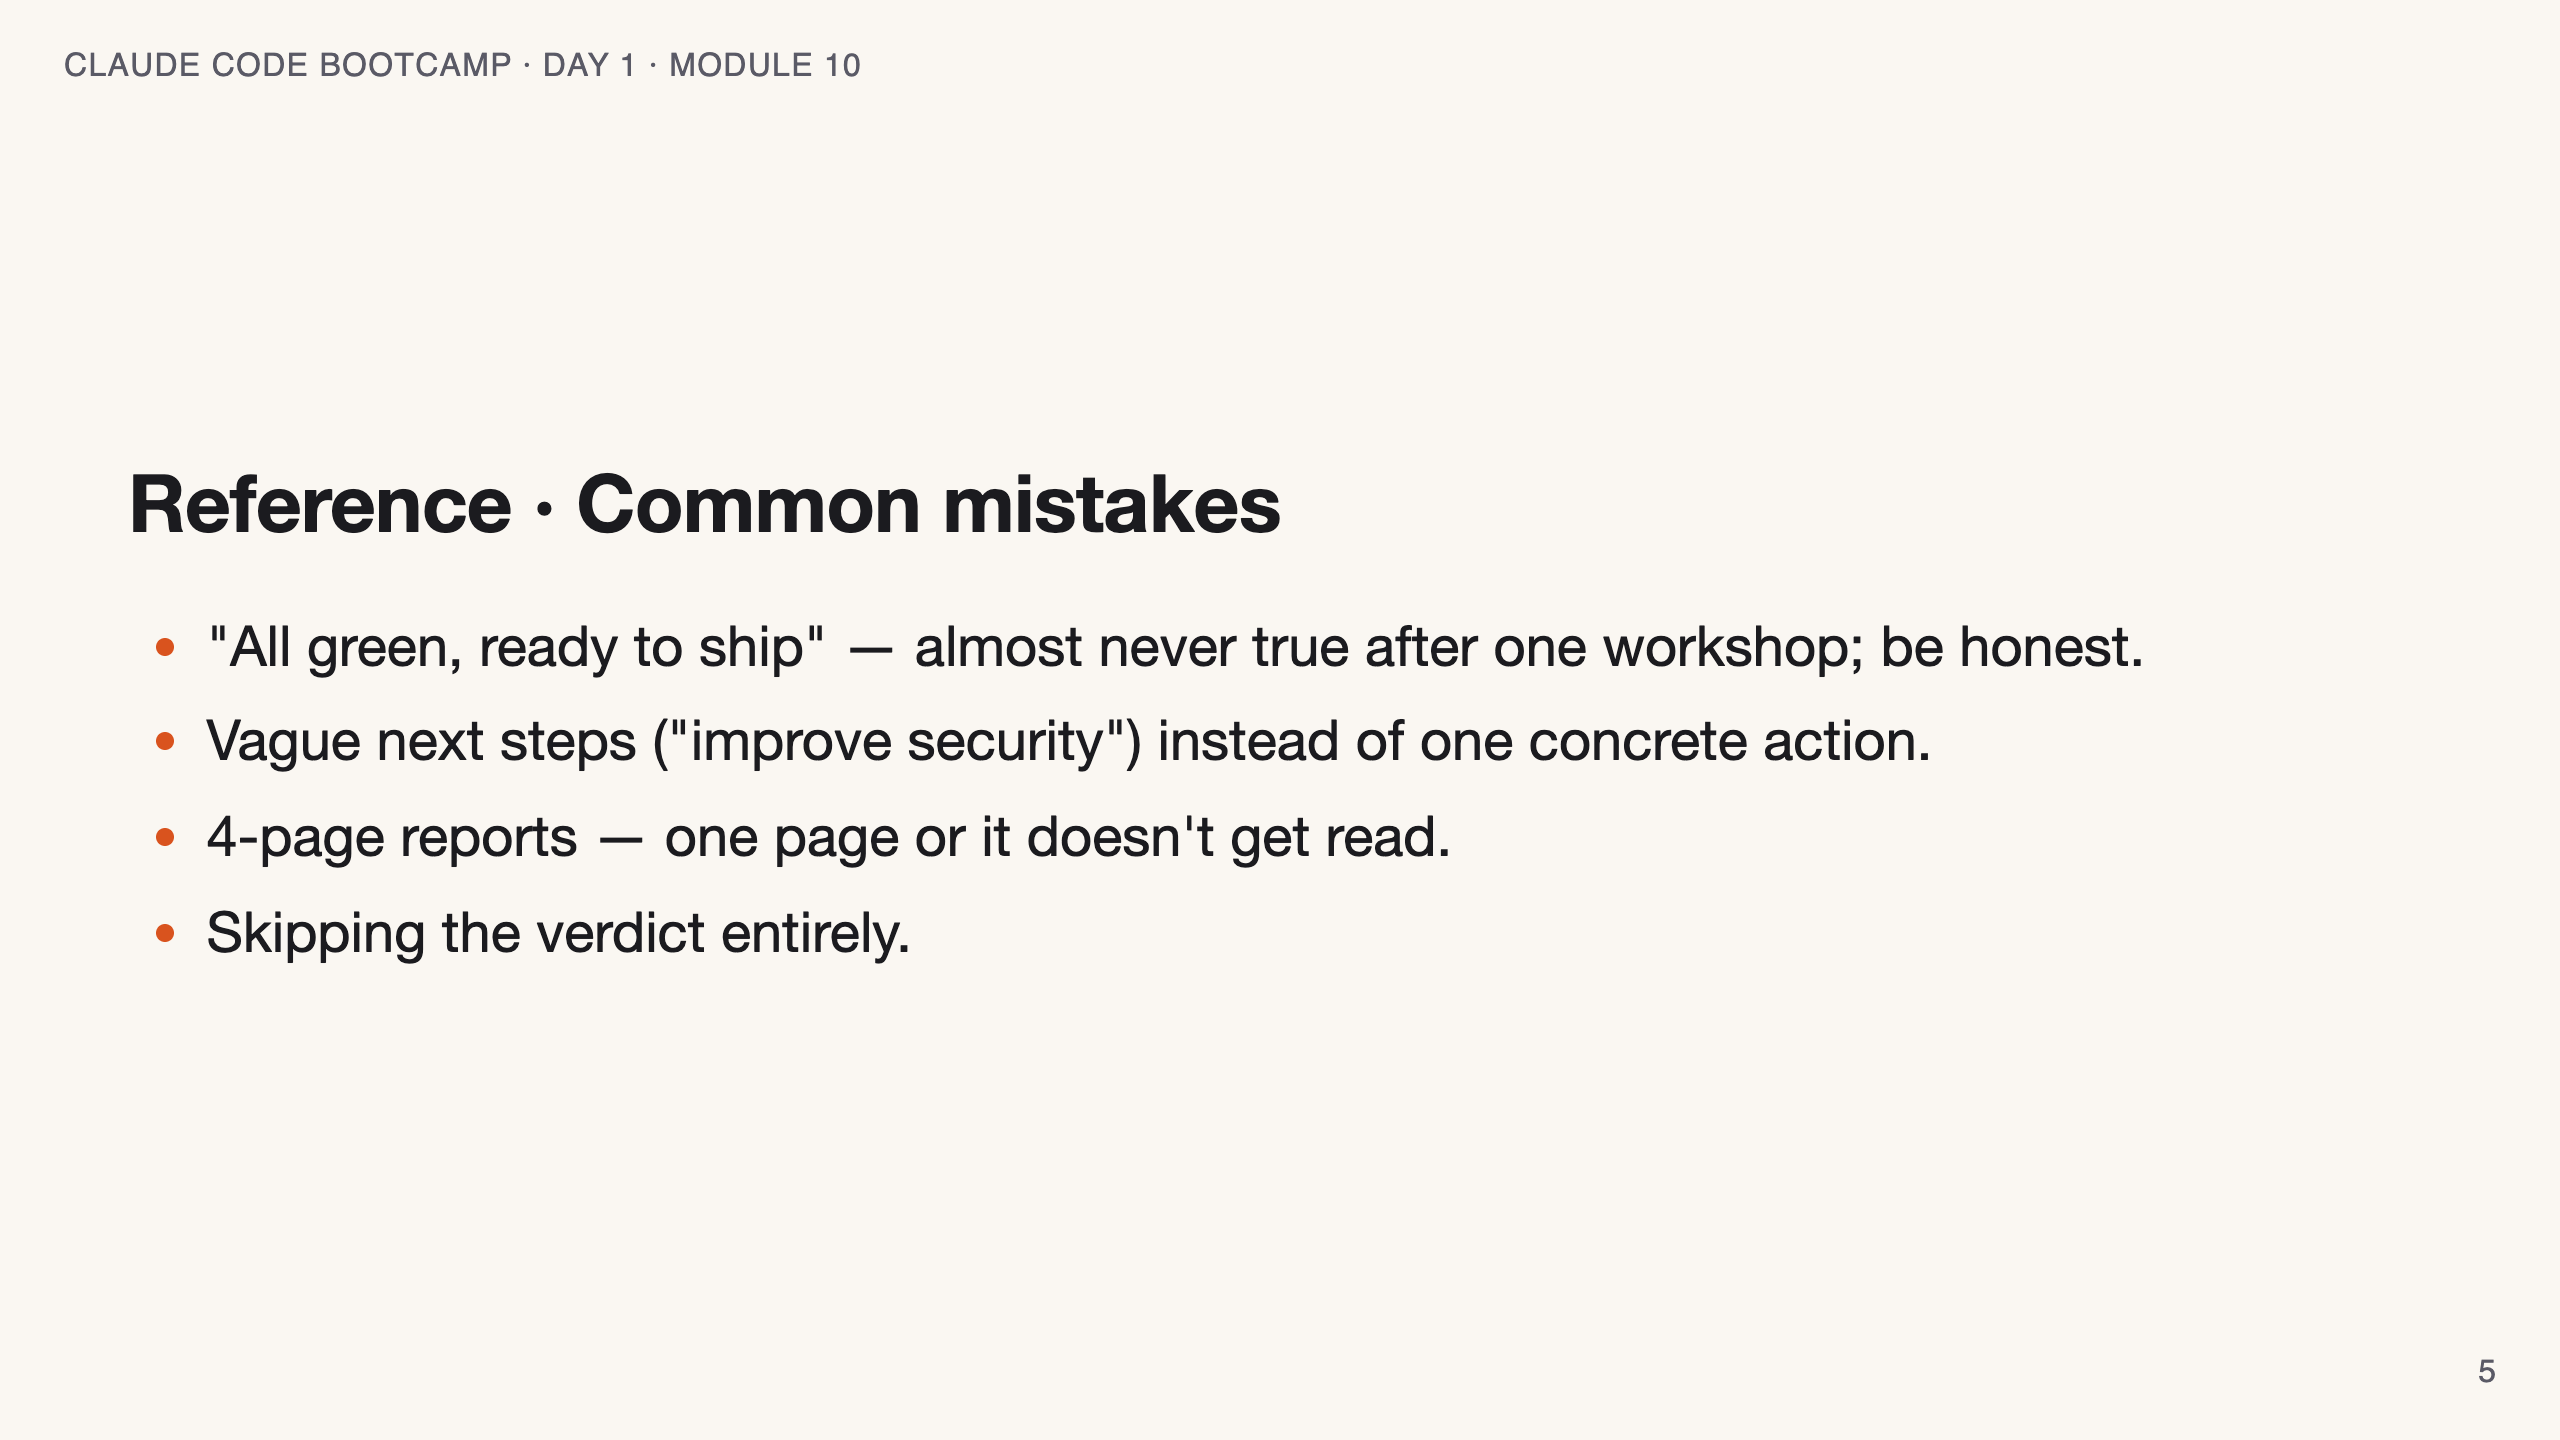 CLAUDE CODE BOOTCAMP · DAY 1 · MODULE 10
Reference · Common mistakes
• "All green, ready to ship" — almost never true after one workshop; be honest.
• Vague next steps ("improve security") instead of one concrete action.
• 4-page reports — one page or it doesn't get read.
• Skipping the verdict entirely.
5